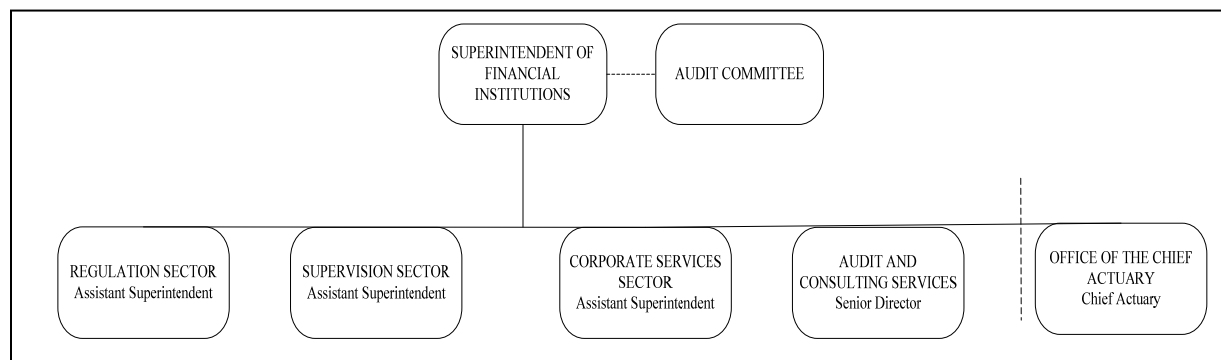 SUPERINTENDENT OF
FINANCIAL
INSTITUTIONS
AUDIT COMMITTEE
REGULATION SECTOR
Assistant Superintendent
SUPERVISION SECTOR
Assistant Superintendent
CORPORATE SERVICES
SECTOR
Assistant Superintendent
AUDIT AND
CONSULTING SERVICES
Senior Director
OFFICE OF THE CHIEF
ACTUARY
Chief Actuary